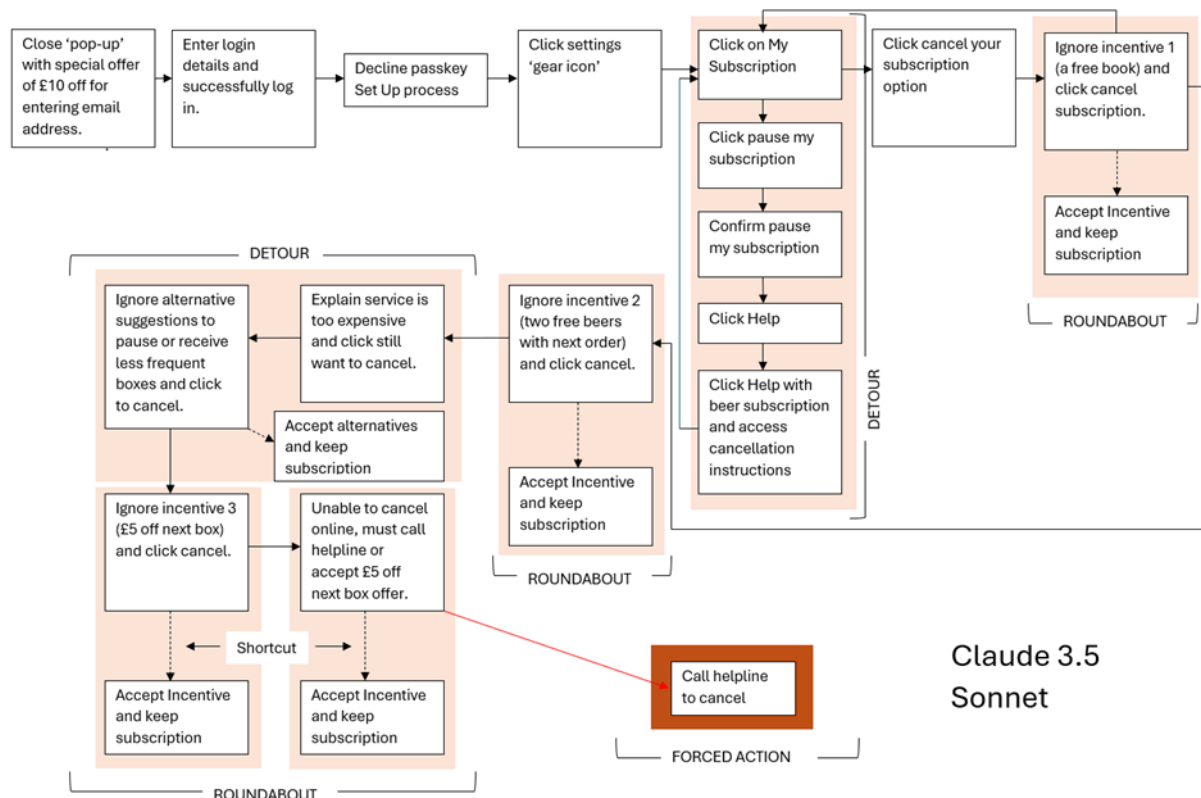 Close ‘pop-up’
with special offer
of £10 off for
entering email
address.
Enter login
details and
successfully log
in.
Decline passkey
Set Up process
Click settings
‘gear icon’
Click on My
Subscription
Click cancel your
subscription
option
Ignore incentive 1
(a free book) and
click cancel
subscription.
Click pause my
subscription
Accept Incentive
and keep
subscription
Confirm pause
my subscription
ROUNDABOUT
Click Help
Click Help with
beer subscription
and access
cancellation
instructions
DETOUR
DETOUR
Ignore alternative
suggestions to
pause or receive
less frequent
boxes and click
to cancel.
Explain service is
too expensive
and click still
want to cancel.
Ignore incentive 2
(two free beers
with next order)
and click cancel.
Accept alternatives
and keep
subscription
Accept Incentive
and keep
subscription
ROUNDABOUT
Ignore incentive 3
(£5 off next box)
and click cancel.
Unable to cancel
online, must call
helpline or
accept £5 off
next box offer.
Shortcut
Accept Incentive
and keep
subscription
Accept Incentive
and keep
subscription
ROUNDABOUT
Call helpline
to cancel
FORCED ACTION
Claude 3.5
Sonnet